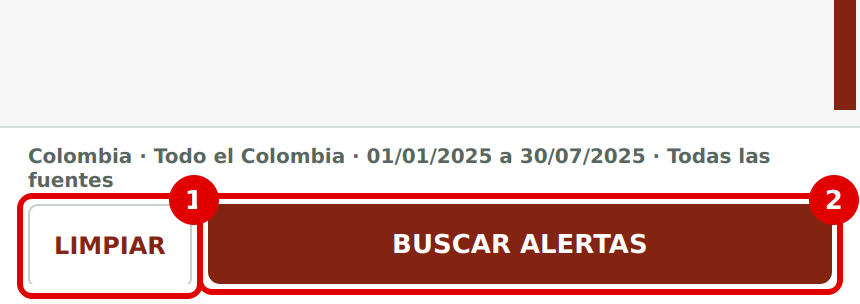 Colombia · Todo el Colombia · 01/01/2025 a 30/07/2025 · Todas las
fuentes
1
2
LIMPIAR
BUSCAR ALERTAS